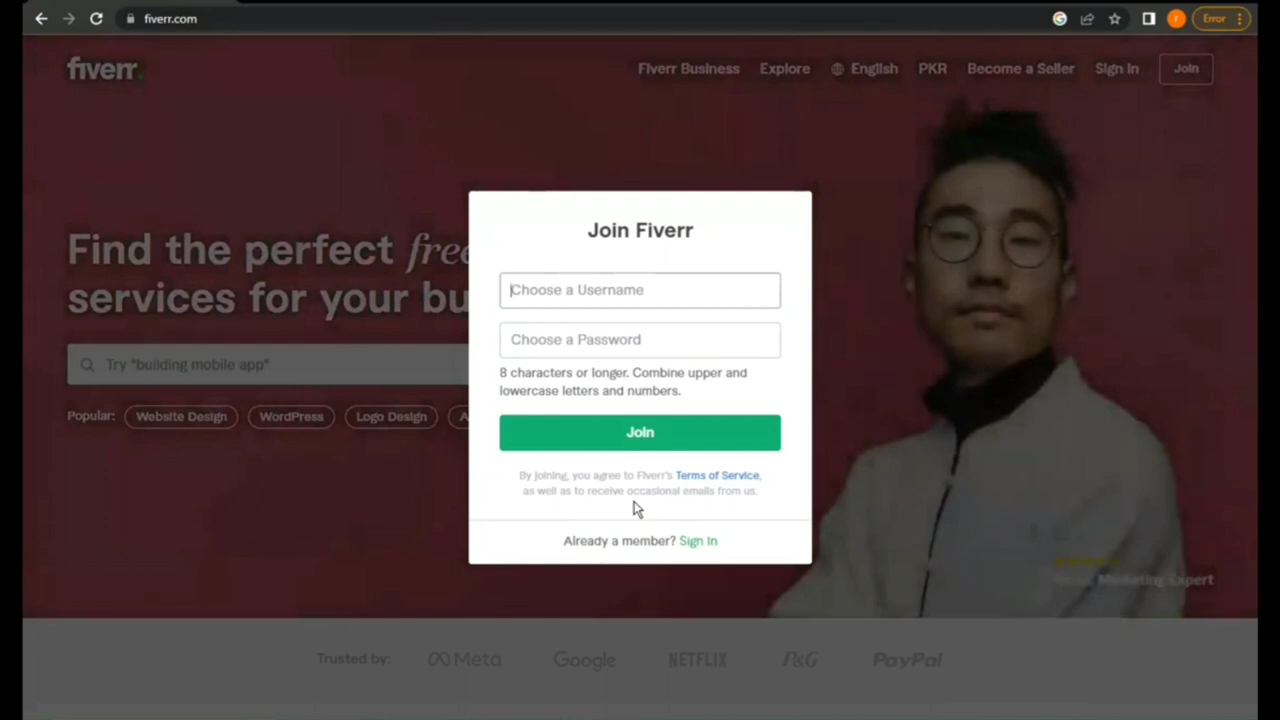 fiverr.com
Error
fiverr.
Fiverr Business Explore English PKR Become a Seller Sign In Join
Join Fiverr
Find the perfect
services for your
Choose a Username
Choose a Password
8 characters or longer. Combine upper and
lowercase letters and numbers.
Try "building mobile app"
Popular: Website Design WordPress Logo Design A
Join
By joining, you agree to Fiverr's Terms of Service,
as well as to receive occasional emails from us.
Already a member? Sign In
Marketing Expert
Trusted by: Meta Google NETFLIX P&G PayPal